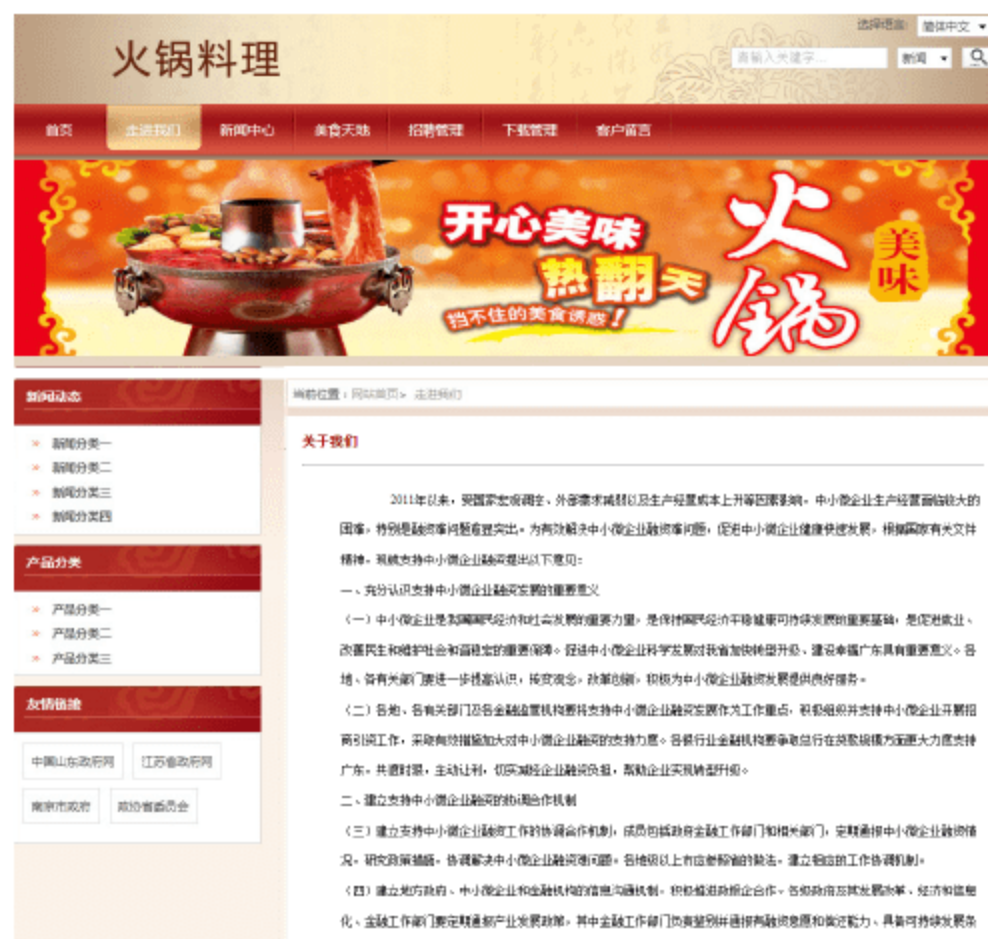 选择语言: 简体中文
火锅料理
请输入关键字... 新闻
首页 走进我们 新闻中心 美食天地 招聘管理 下载管理 客户留言
开心美味
热翻天
挡不住的美食诱惑!
火锅
美味
新闻动态
新闻分类一
新闻分类二
新闻分类三
新闻分类四
产品分类
产品分类一
产品分类二
产品分类三
友情链接
中国山东政府网 江苏省政府网
南京市政府 政协省委员会
当前位置:网站首页> 走进我们
关于我们
2011年以来,受国家宏观调控、外部需求减弱以及生产经营成本上升等因素影响,中小微企业生产经营面临较大的
困难,特别是融资难问题愈显突出。为有效解决中小微企业融资难问题,促进中小微企业健康快速发展,根据国家有关文件
精神,现就支持中小微企业融资提出以下意见:
一、充分认识支持中小微企业融资发展的重要意义
(一)中小微企业是我国国民经济和社会发展的重要力量,是保持国民经济平稳健康可持续发展的重要基础,是促进就业、
改善民生和维护社会和谐稳定的重要保障。促进中小微企业科学发展对我省加快转型升级、建设幸福广东具有重要意义。各
地、各有关部门要进一步提高认识,转变观念,改革创新,积极为中小微企业融资发展提供良好服务。
(二)各地、各有关部门及各金融监管机构要将支持中小微企业融资发展作为工作重点,积极组织并支持中小微企业开展招
商引资工作,采取有效措施加大对中小微企业融资的支持力度。各银行业金融机构要争取总行在贷款规模方面更大力度支持
广东。共度时艰,主动让利,切实减轻企业融资负担,帮助企业实现转型升级。
二、建立支持中小微企业融资的协调合作机制
(三)建立支持中小微企业融资工作的协调合作机制,成员包括政府金融工作部门和相关部门,定期通报中小微企业融资情
况,研究政策措施,协调解决中小微企业融资难问题。各地级以上市应参照省的做法,建立相应的工作协调机制。
(四)建立地方政府、中小微企业和金融机构的信息沟通机制。积极推进政银企合作。各级政府及其发展改革、经济和信息
化、金融工作部门要定期通报产业发展政策。其中金融工作部门负责鉴别并通报有融资意愿和偿还能力、具备可持续发展条